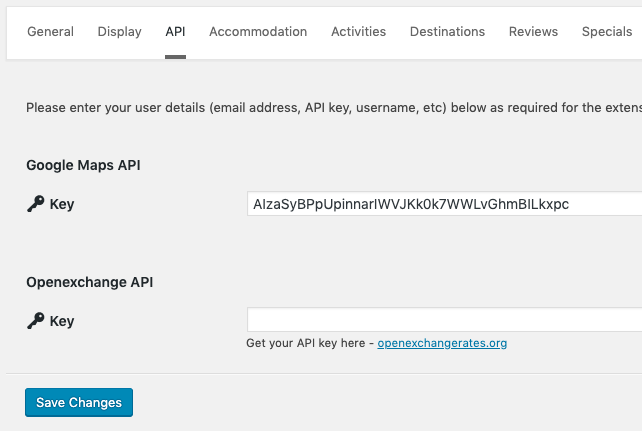 General Display API Accommodation Activities Destinations Reviews Specials
Please enter your user details (email address, API key, username, etc) below as required for the
Google Maps API
Key
Openexchange API
Key
Get your API key here - openexchangerates.org
Save Changes